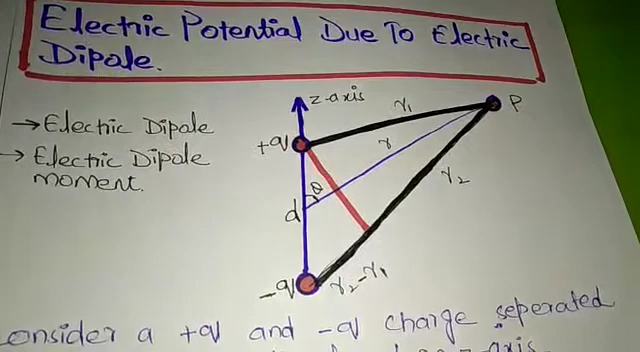 Electric Potential Due To Electric
Dipole.
z-axis
r1
P
→ Electric Dipole
+q
r
→ Electric Dipole
moment.
r2
θ
d
-q
r2-r1
onsider a +q and -q charge seperated
axis